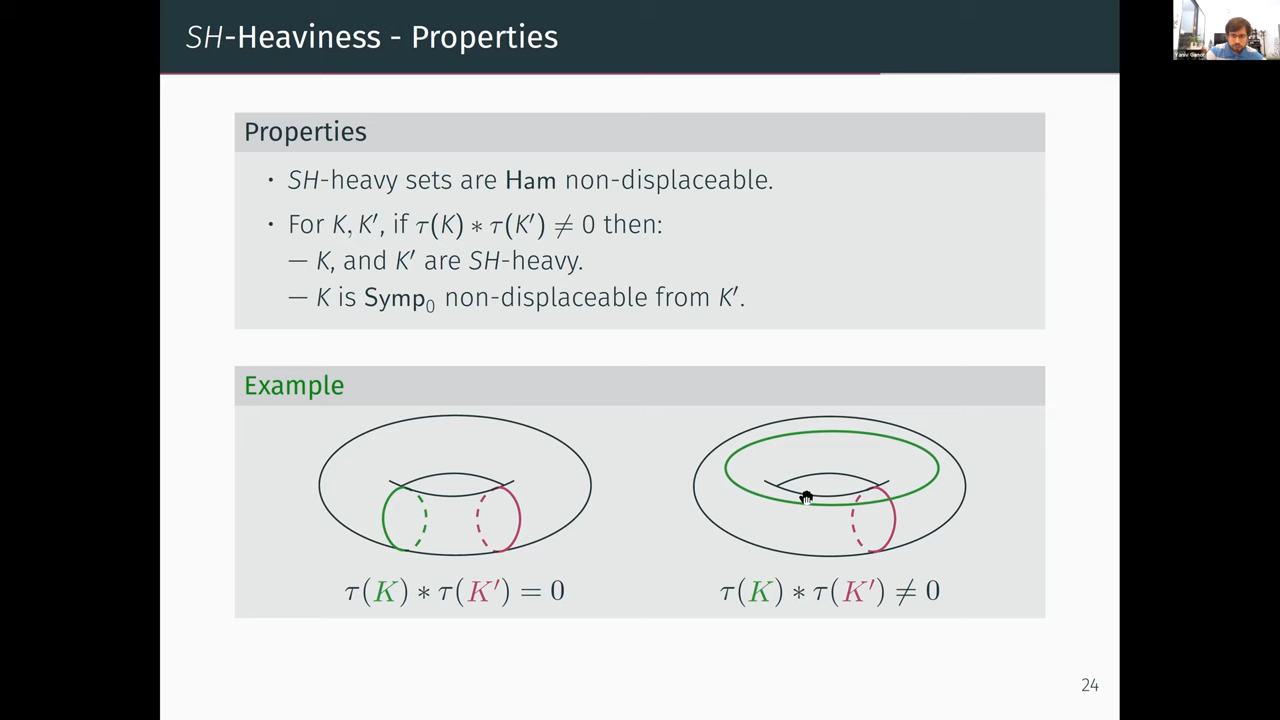 SH-Heaviness - Properties
Properties
• SH-heavy sets are Ham non-displaceable.
• For K, K′, if τ(K) ∗ τ(K′) ≠ 0 then:
— K, and K′ are SH-heavy.
— K is Symp₀ non-displaceable from K′.
Example
τ(K) ∗ τ(K′) = 0
τ(K) ∗ τ(K′) ≠ 0
24